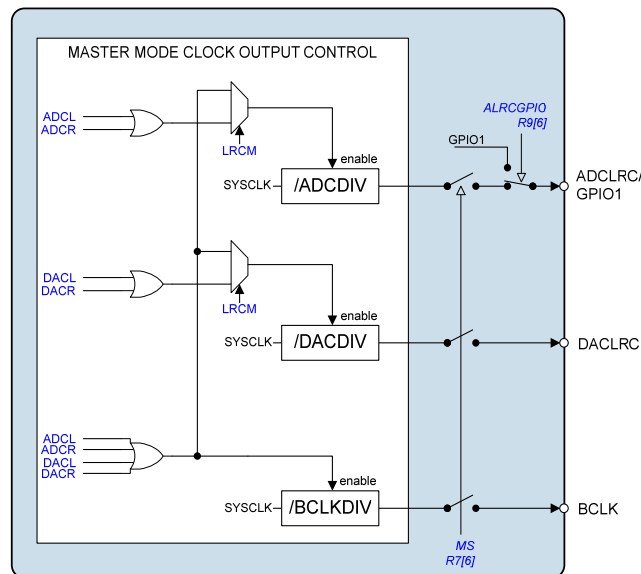 MASTER MODE CLOCK OUTPUT CONTROL
ADCL
ADCR
LRCM
enable
SYSCLK
/ADCDIV
ALRCGPIO
R9[6]
GPIO1
ADCLRC/
GPIO1
DACL
DACR
LRCM
enable
SYSCLK
/DACDIV
DACLRC
ADCL
ADCR
DACL
DACR
enable
SYSCLK
/BCLKDIV
BCLK
MS
R7[6]